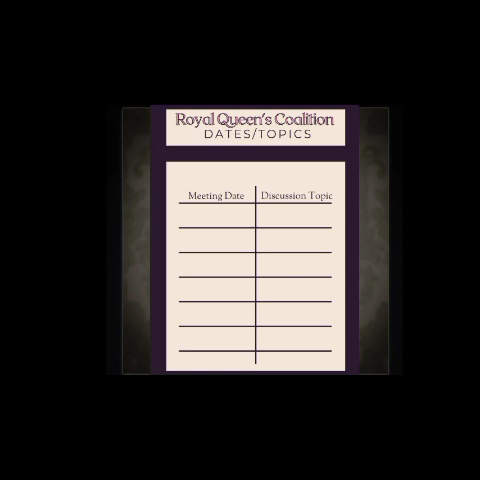 Royal Queen's Coalition
DATES/TOPICS
Meeting Date Discussion Topic